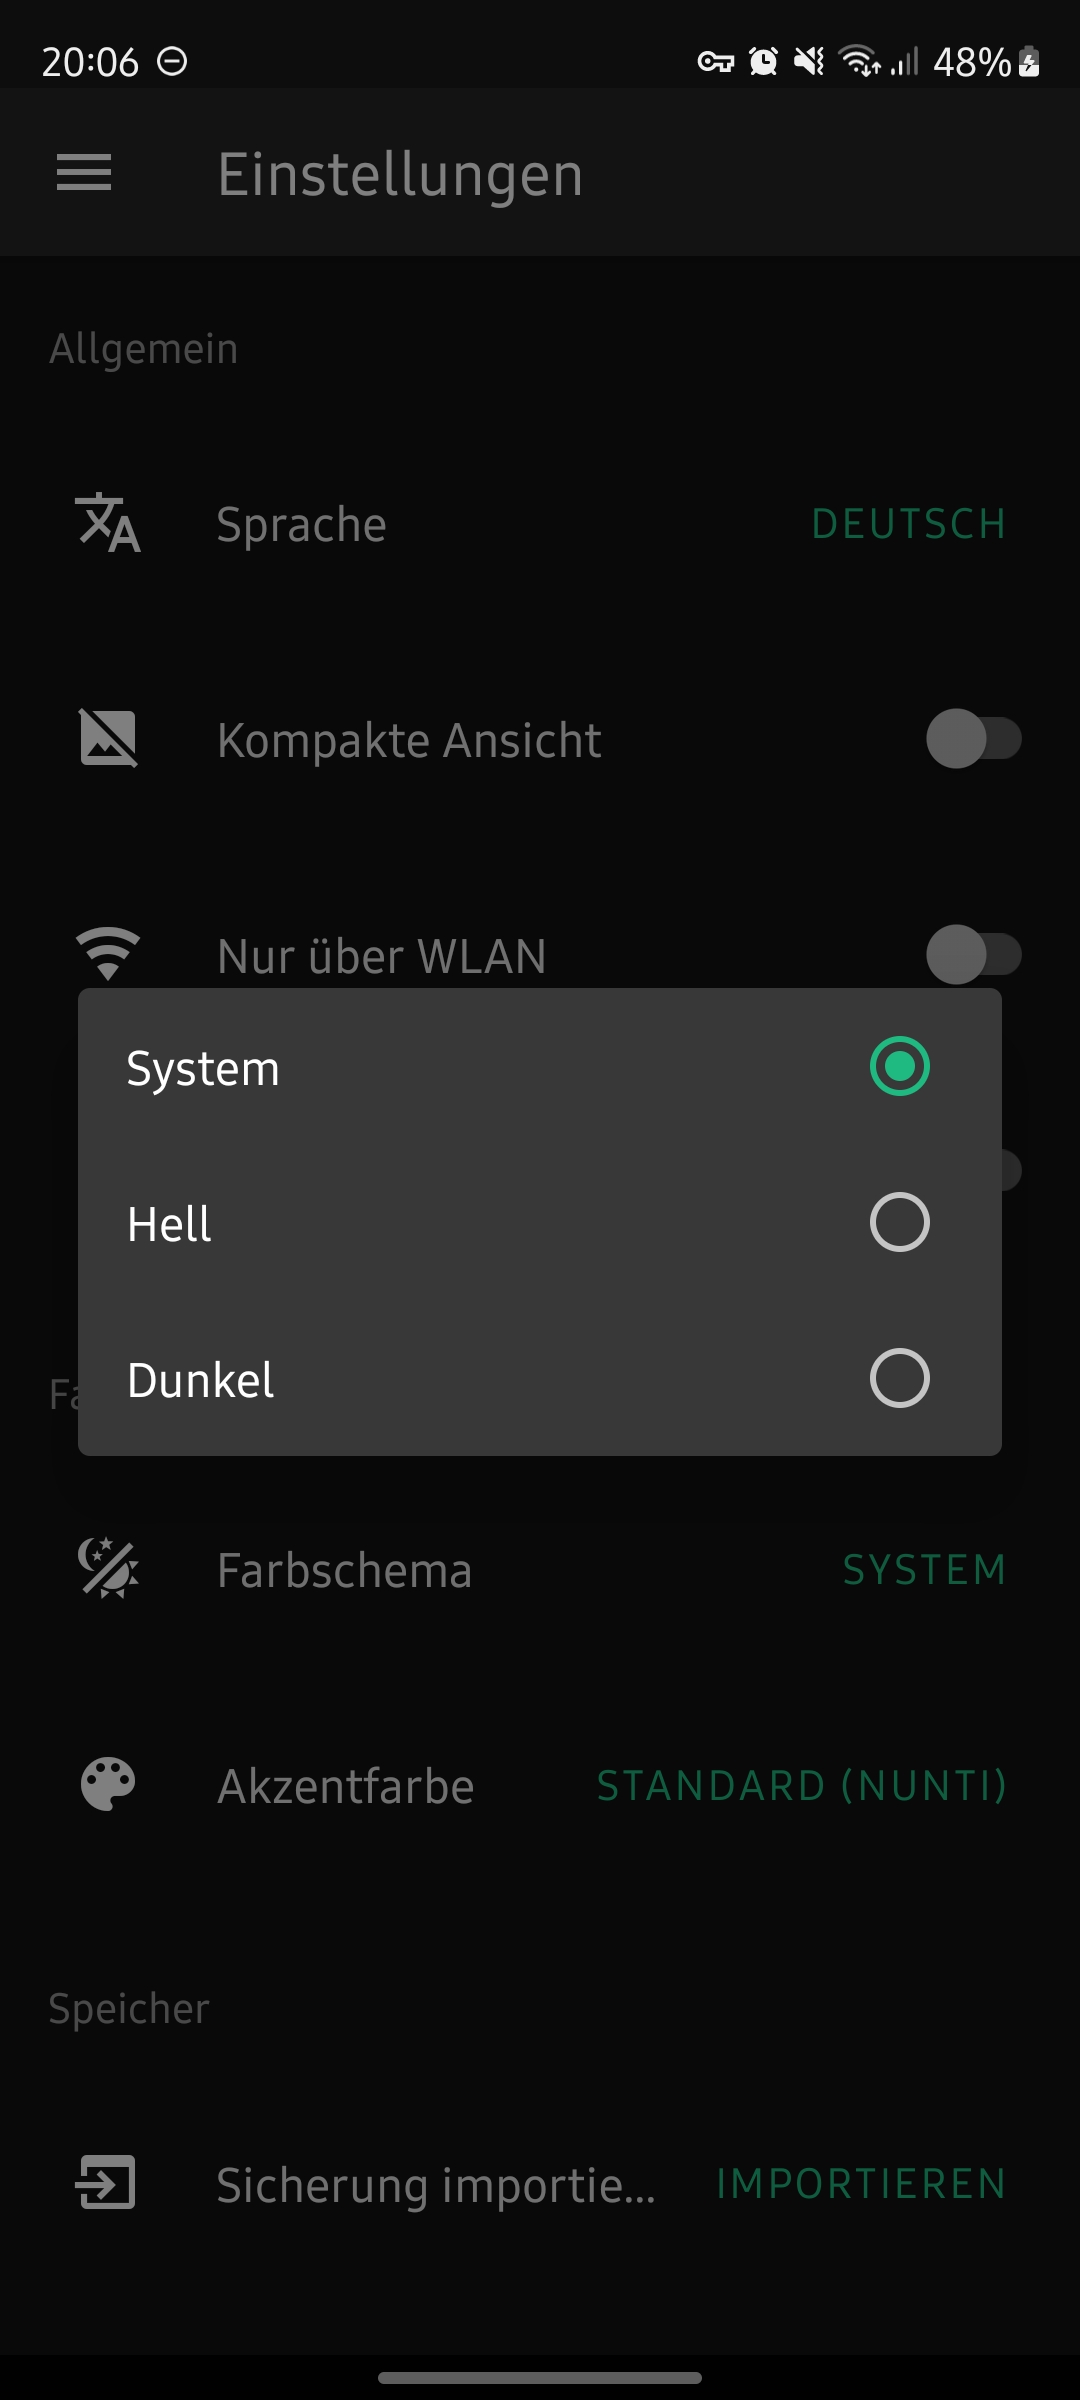 20:06 48%
Einstellungen
Allgemein
Sprache DEUTSCH
Kompakte Ansicht
Nur über WLAN
System
Hell
Dunkel
Farbschema SYSTEM
Akzentfarbe STANDARD (NUNTI)
Speicher
Sicherung importie... IMPORTIEREN